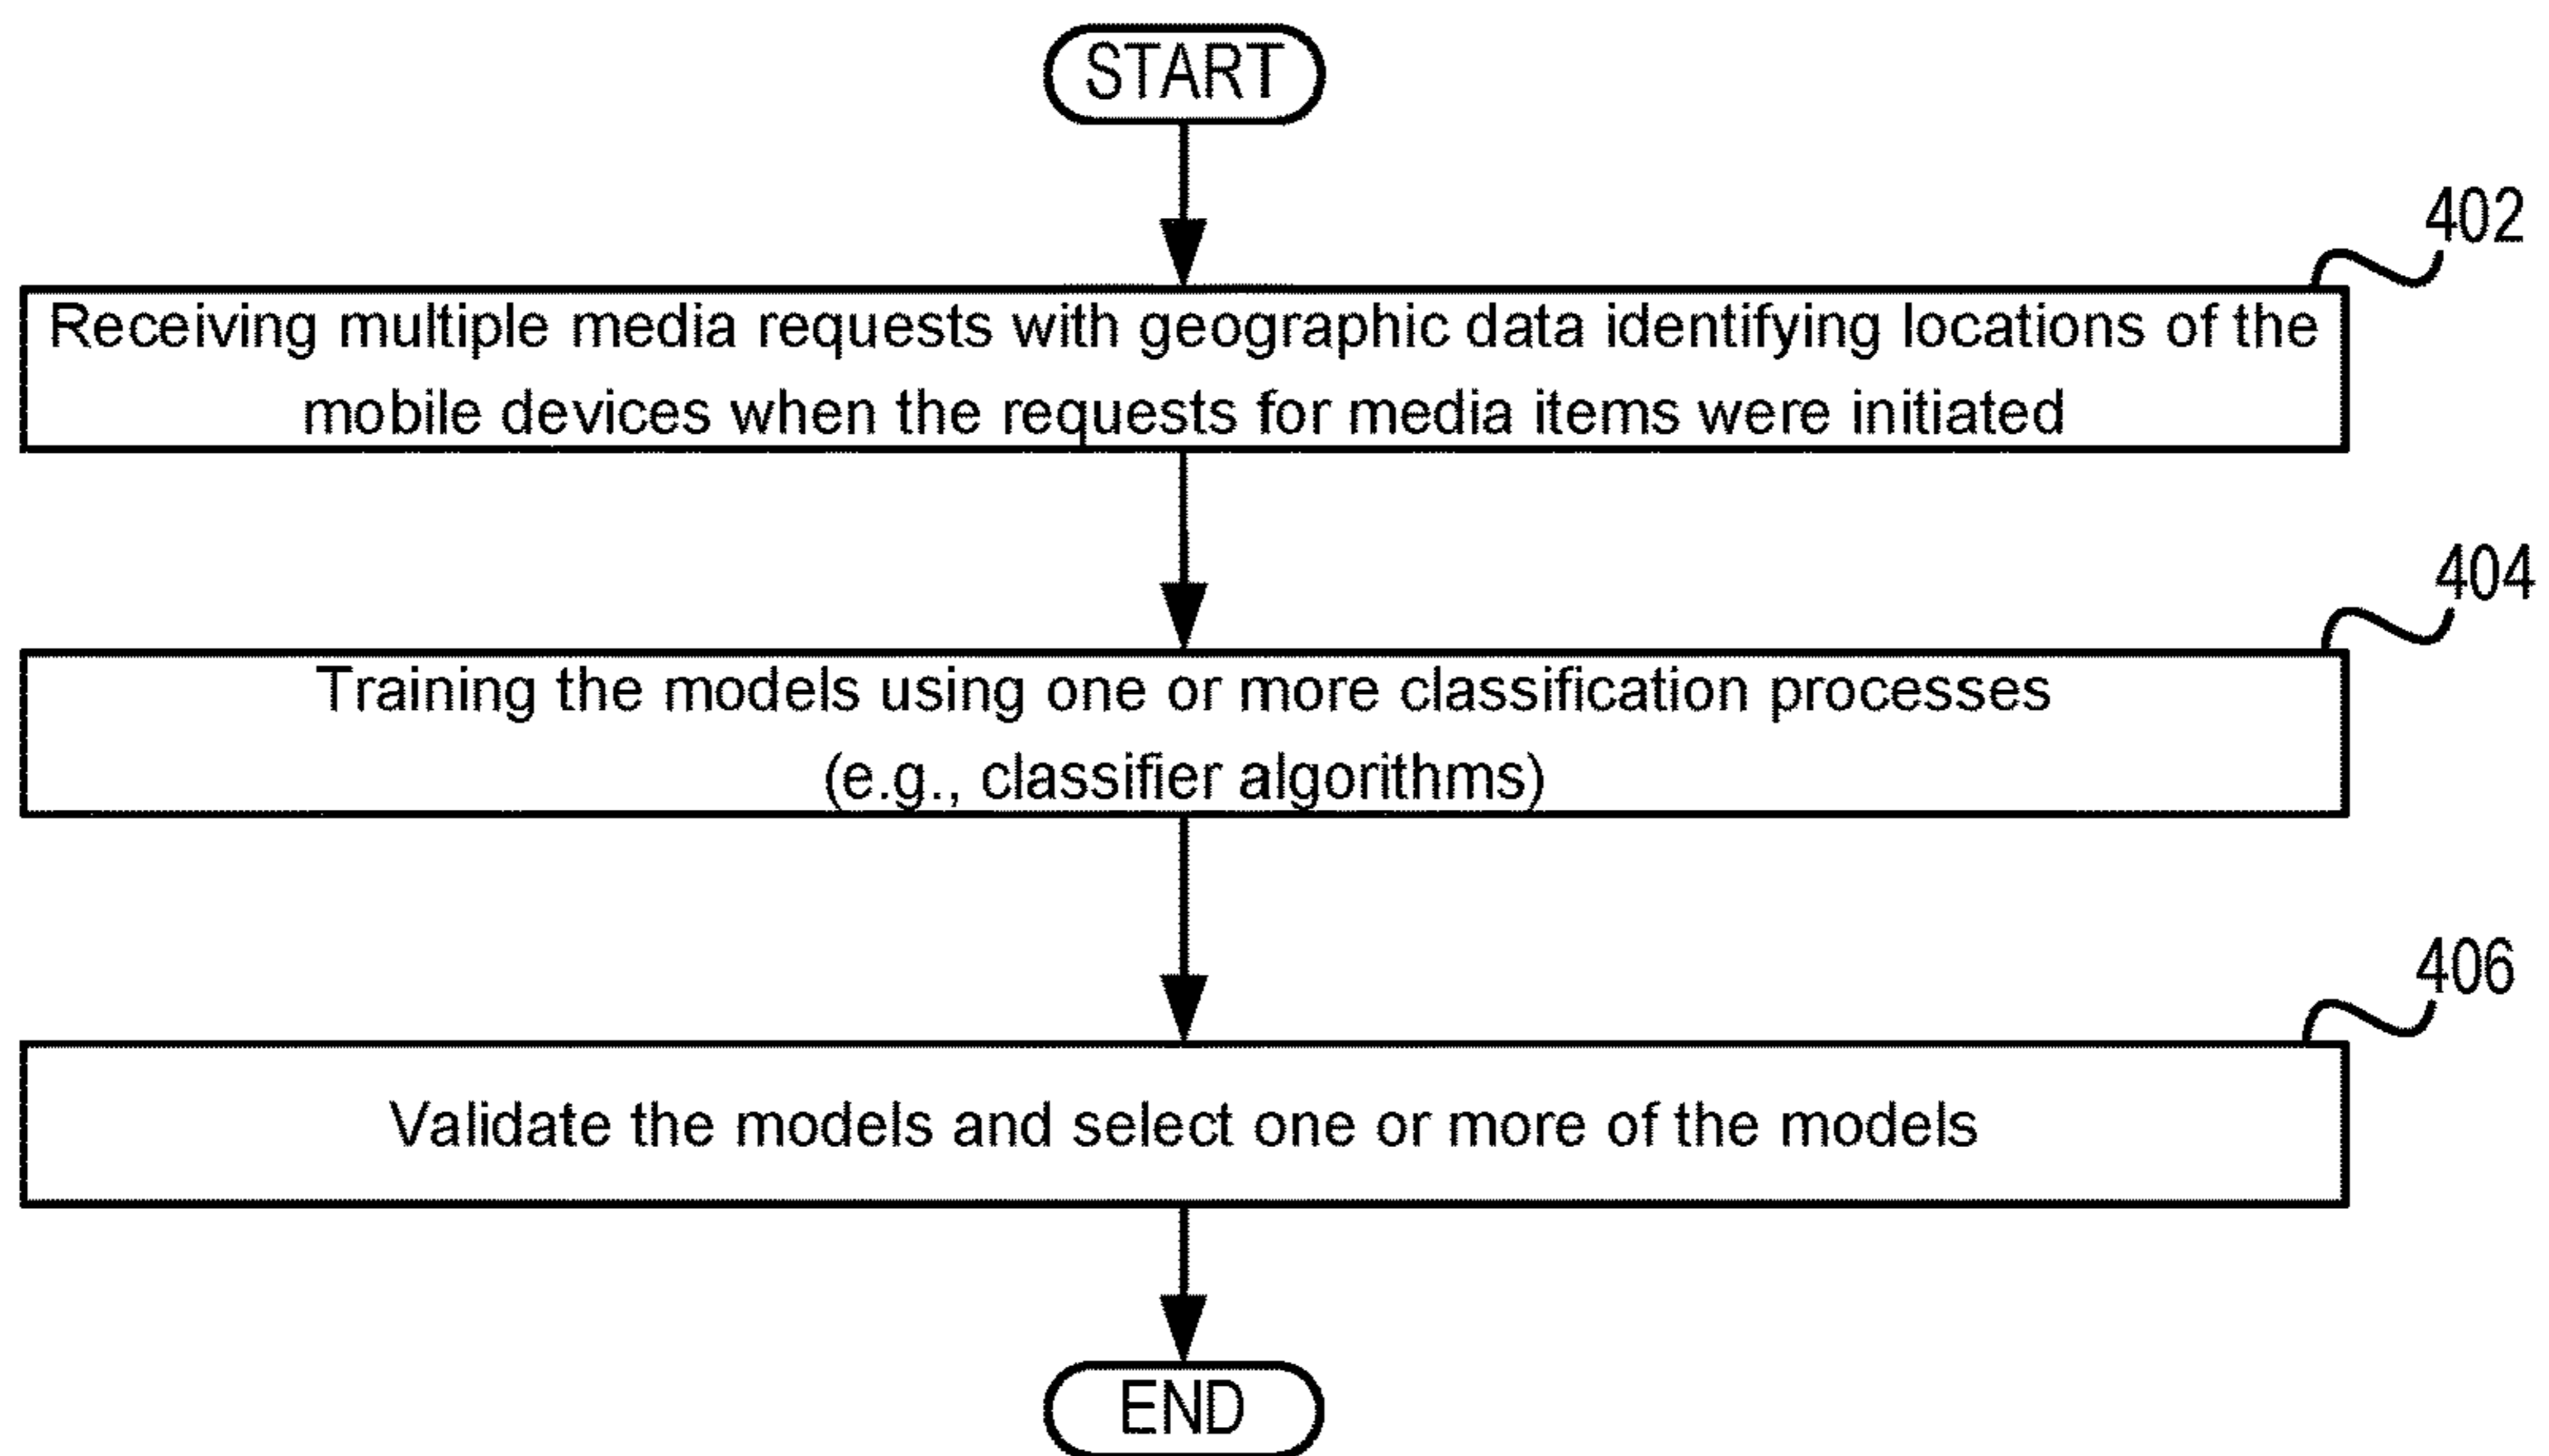 START
402
Receiving multiple media requests with geographic data identifying locations of the
mobile devices when the requests for media items were initiated
404
Training the models using one or more classification processes
(e.g., classifier algorithms)
406
Validate the models and select one or more of the models
END